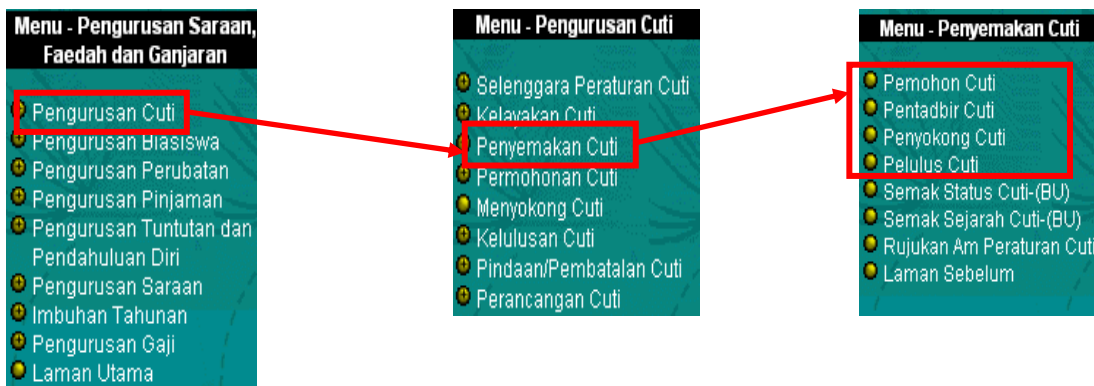 Menu - Pengurusan Saraan,
Faedah dan Ganjaran
Pengurusan Cuti
Pengurusan Biasiswa
Pengurusan Perubatan
Pengurusan Pinjaman
Pengurusan Tuntutan dan
Pendahuluan Diri
Pengurusan Saraan
Imbuhan Tahunan
Pengurusan Gaji
Laman Utama
Menu - Pengurusan Cuti
Selenggara Peraturan Cuti
Kelayakan Cuti
Penyemakan Cuti
Permohonan Cuti
Menyokong Cuti
Kelulusan Cuti
Pindaan/Pembatalan Cuti
Perancangan Cuti
Menu - Penyemakan Cuti
Pemohon Cuti
Pentadbir Cuti
Penyokong Cuti
Pelulus Cuti
Semak Status Cuti-(BU)
Semak Sejarah Cuti-(BU)
Rujukan Am Peraturan Cuti
Laman Sebelum